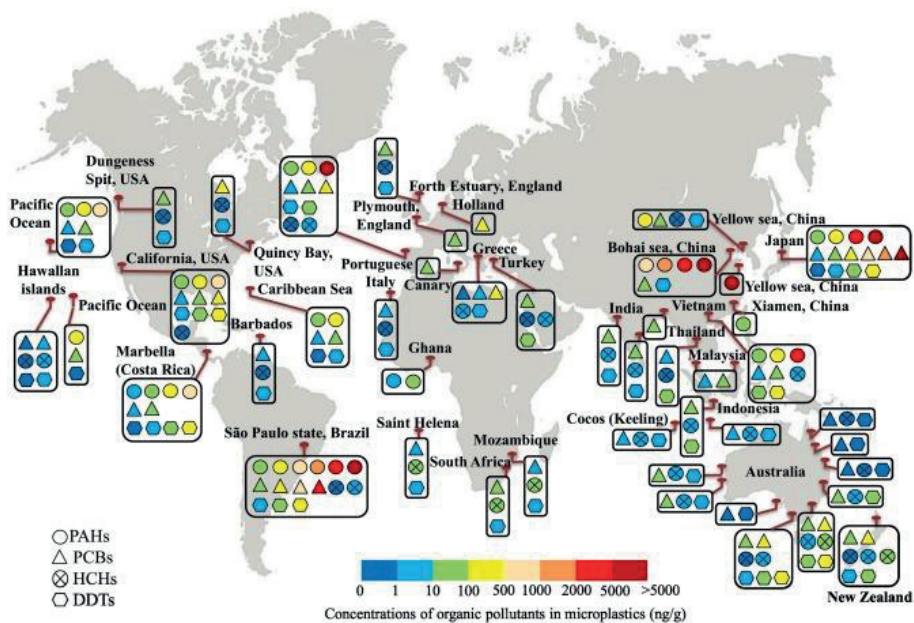 Dungeness
Spit, USA
Pacific
Ocean
California, USA
Hawallan
islands
Pacific Ocean
Quincy Bay,
USA
Caribbean Sea
Barbados
Marbella
(Costa Rica)
São Paulo state, Brazil
Forth Estuary, England
Holland
Plymouth,
England
Portuguese
Greece
Turkey
Italy
Canary
Ghana
Saint Helena
Mozambique
South Africa
Yellow sea, China
Bohai sea, China
Japan
Yellow sea, China
Xiamen, China
India
Vietnam
Thailand
Malaysia
Cocos (Keeling)
Indonesia
Australia
New Zealand
PAHs
PCBs
HCHs
DDTs
0 1 10 100 500 1000 2000 5000 >5000
Concentrations of organic pollutants in microplastics (ng/g)